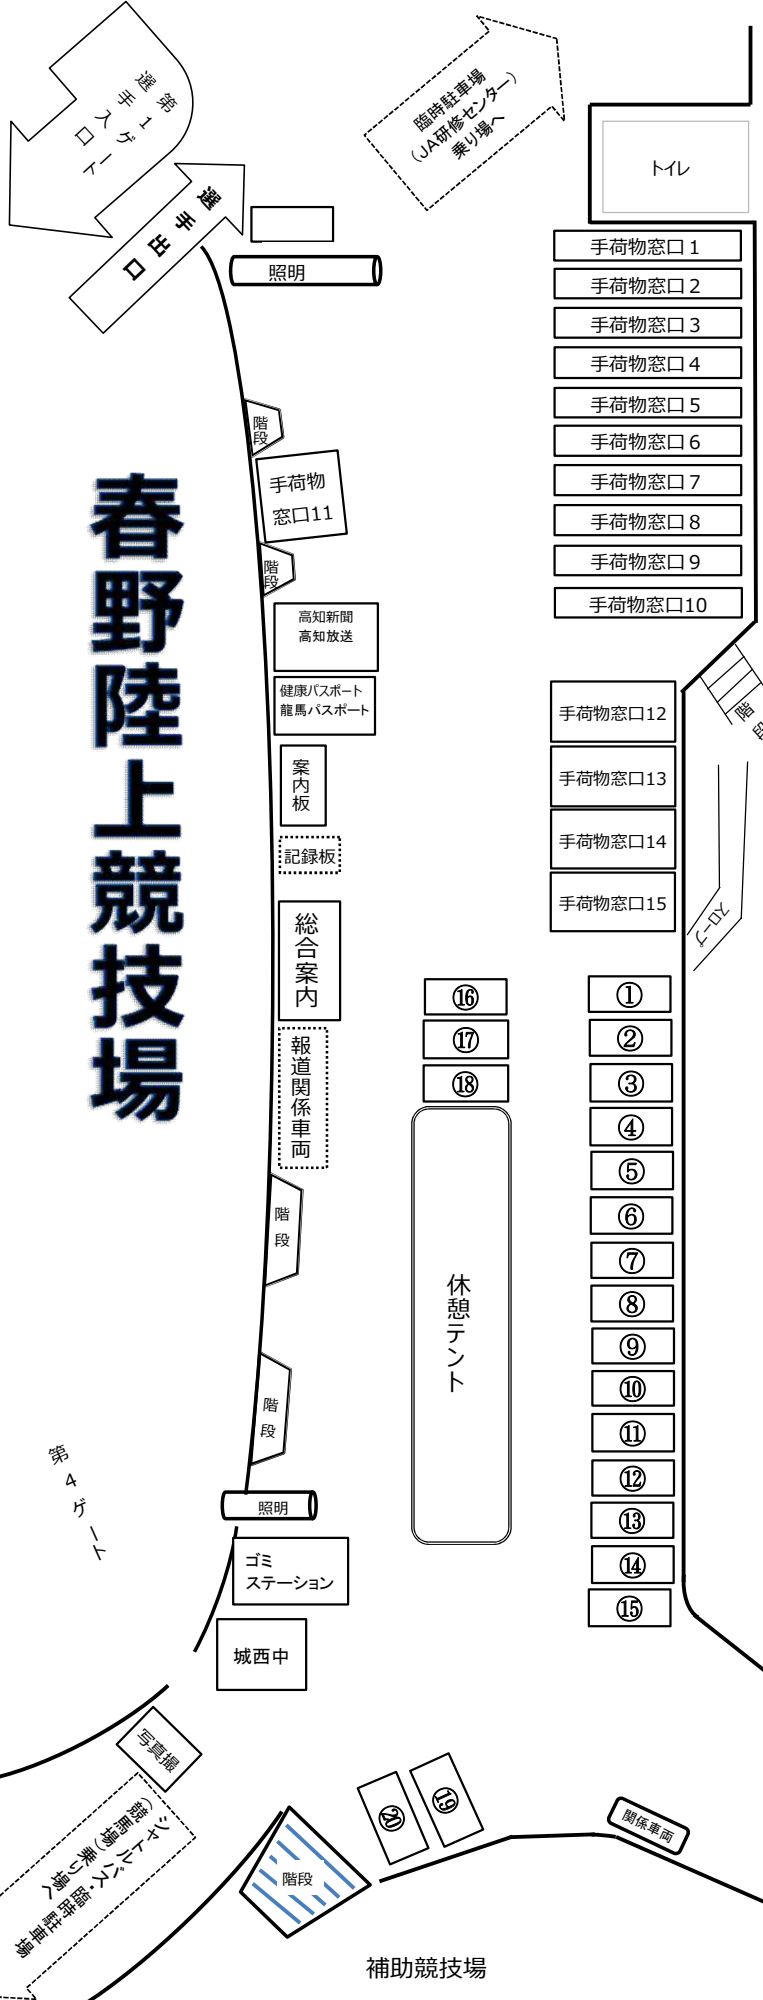 第1ゲート
選手入口
選手出口
臨時駐車場
(JA研修センター)
乗り場へ
トイレ
照明
手荷物窓口1
手荷物窓口2
手荷物窓口3
手荷物窓口4
手荷物窓口5
手荷物窓口6
手荷物窓口7
手荷物窓口8
手荷物窓口9
手荷物窓口10
階段
手荷物
窓口11
階段
高知新聞
高知放送
健康パスポート
龍馬パスポート
案内板
記録板
総合案内
報道関係車両
階段
階段
照明
ゴミ
ステーション
城西中
春野陸上競技場
第4ゲート
手荷物窓口12
手荷物窓口13
手荷物窓口14
手荷物窓口15
階段
スロープ
⑯
⑰
⑱
休憩テント
①
②
③
④
⑤
⑥
⑦
⑧
⑨
⑩
⑪
⑫
⑬
⑭
⑮
写真撮
シャトルバス・臨時駐車場
(競馬場)乗り場へ
階段
⑳
⑲
関係車両
補助競技場